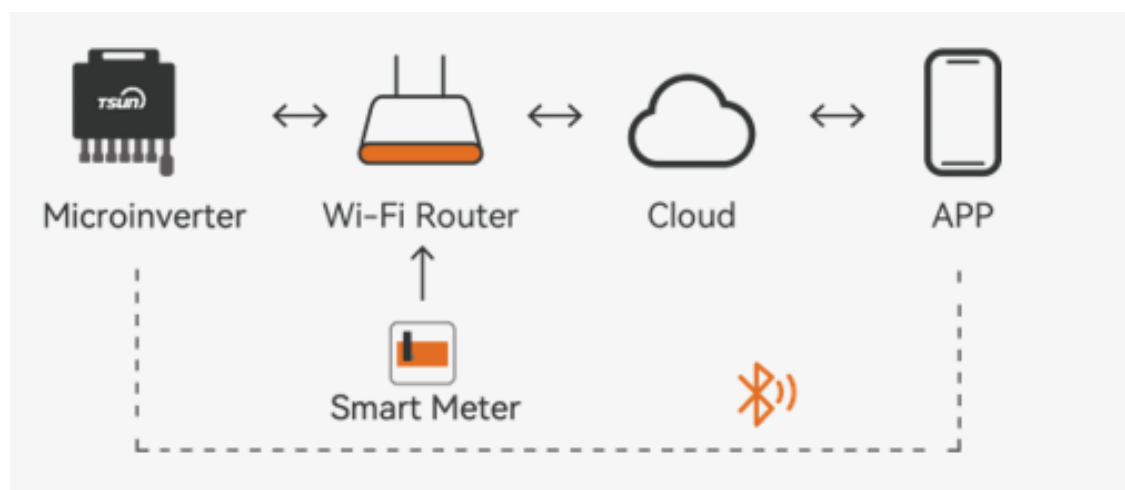 TSUN
Microinverter
Wi-Fi Router
Cloud
APP
Smart Meter